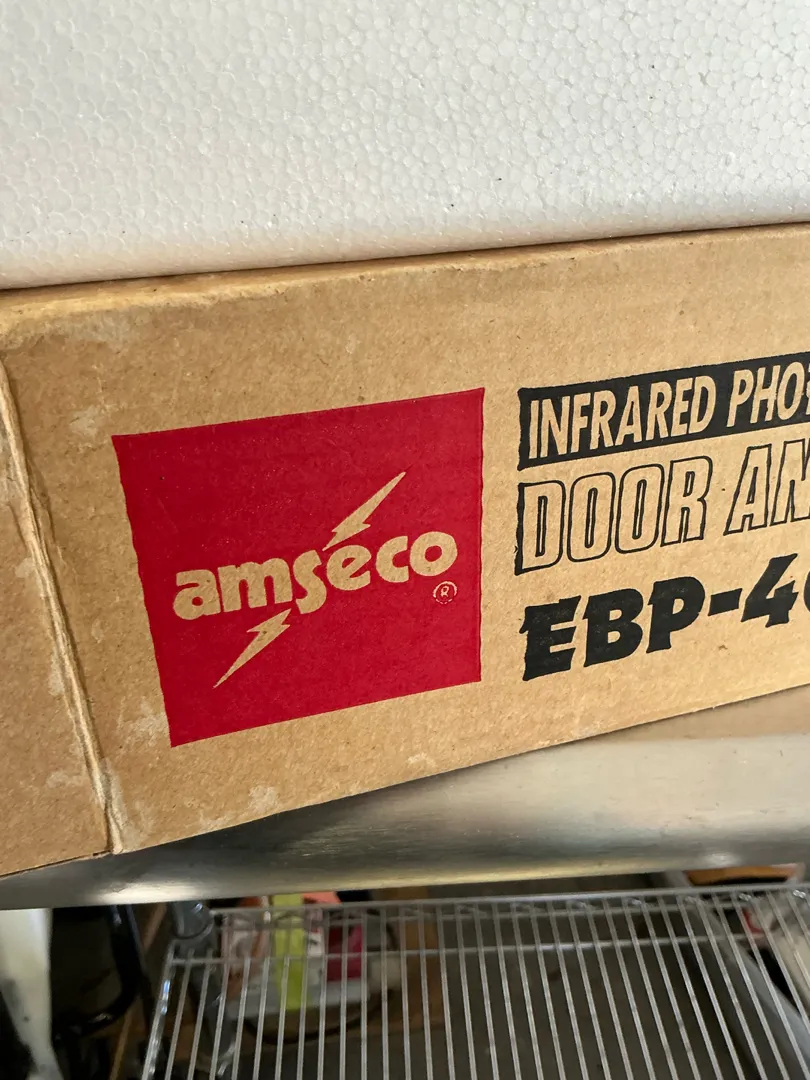 amseco
®
INFRARED PHO
DOOR AN
EBP-4